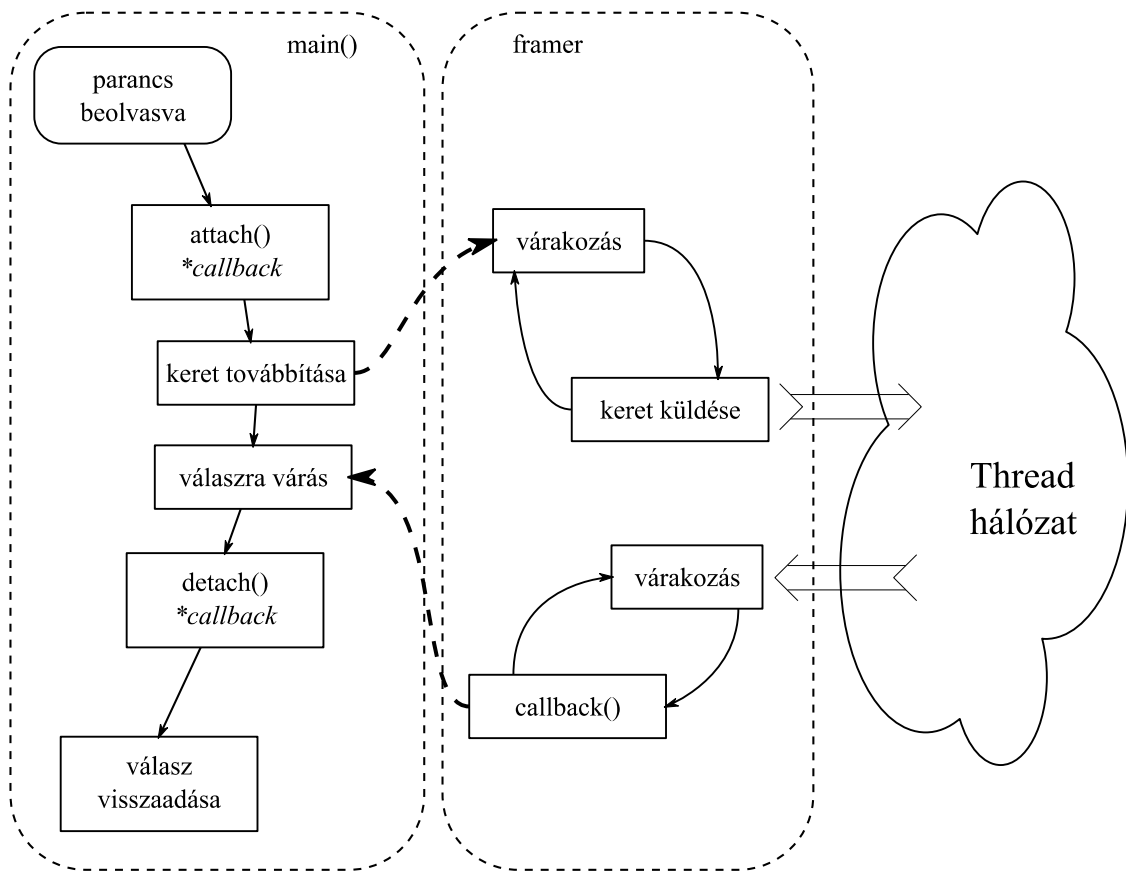 main()
parancs
beolvasva
attach()
*callback
keret továbbítása
válaszra várás
detach()
*callback
válasz
visszaadása
framer
várakozás
keret küldése
várakozás
callback()
Thread
hálózat